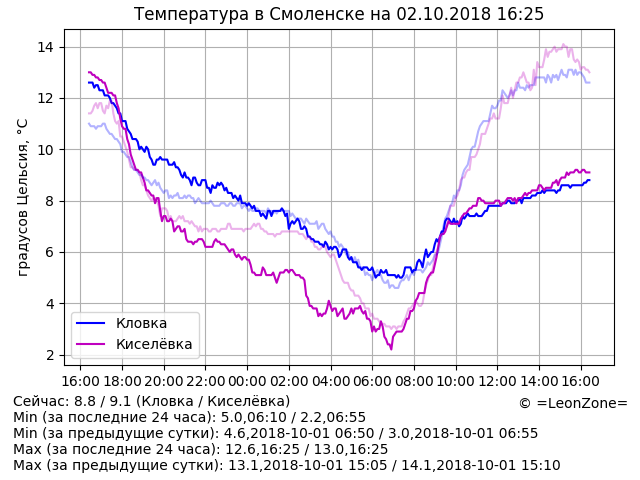 Температура в Смоленске на 02.10.2018 16:25
градусов Цельсия, °C
14
12
10
8
6
4
2
Кловка
Киселёвка
16:00 18:00 20:00 22:00 00:00 02:00 04:00 06:00 08:00 10:00 12:00 14:00 16:00
Сейчас: 8.8 / 9.1 (Кловка / Киселёвка)
© =LeonZone=
Min (за последние 24 часа): 5.0,06:10 / 2.2,06:55
Min (за предыдущие сутки): 4.6,2018-10-01 06:50 / 3.0,2018-10-01 06:55
Max (за последние 24 часа): 12.6,16:25 / 13.0,16:25
Max (за предыдущие сутки): 13.1,2018-10-01 15:05 / 14.1,2018-10-01 15:10